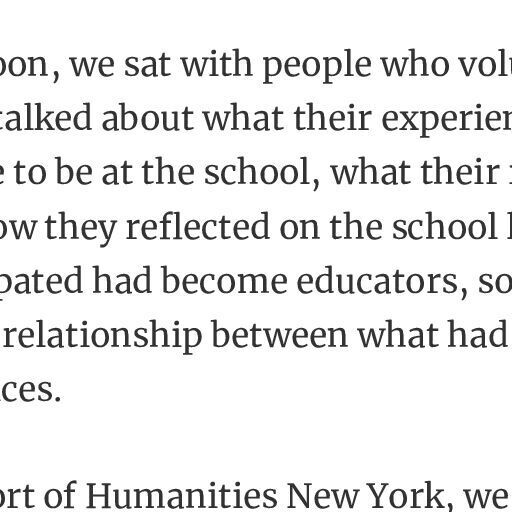 oon, we sat with people who vol
talked about what their experien
to be at the school, what their
ow they reflected on the school
pated had become educators, so
relationship between what had
ces.
ort of Humanities New York, we